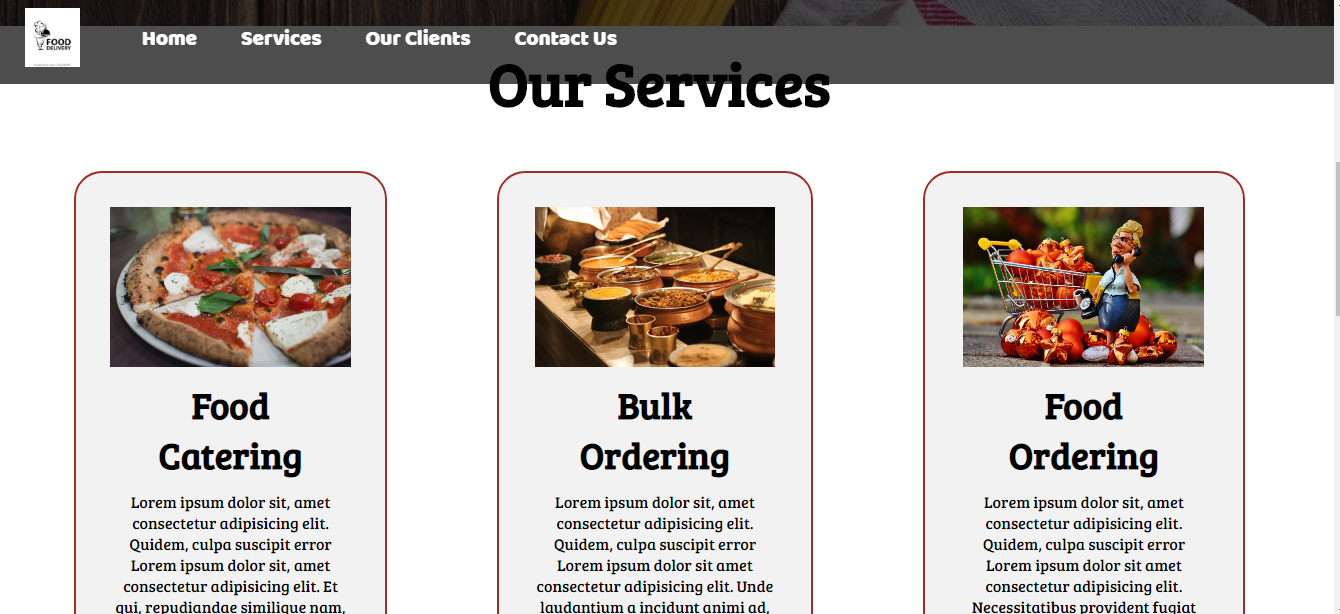 FOOD
DELIVERY
Home Services Our Clients Contact Us
Our Services
Food
Catering
Lorem ipsum dolor sit, amet
consectetur adipisicing elit.
Quidem, culpa suscipit error
Lorem ipsum dolor sit, amet
consectetur adipisicing elit. Et
qui, repudiandae similique nam,
Bulk
Ordering
Lorem ipsum dolor sit, amet
consectetur adipisicing elit.
Quidem, culpa suscipit error
Lorem ipsum dolor sit amet
consectetur adipisicing elit. Unde
laudantium a incidunt animi ad,
Food
Ordering
Lorem ipsum dolor sit, amet
consectetur adipisicing elit.
Quidem, culpa suscipit error
Lorem ipsum dolor sit, amet
consectetur adipisicing elit.
Necessitatibus provident fugiat